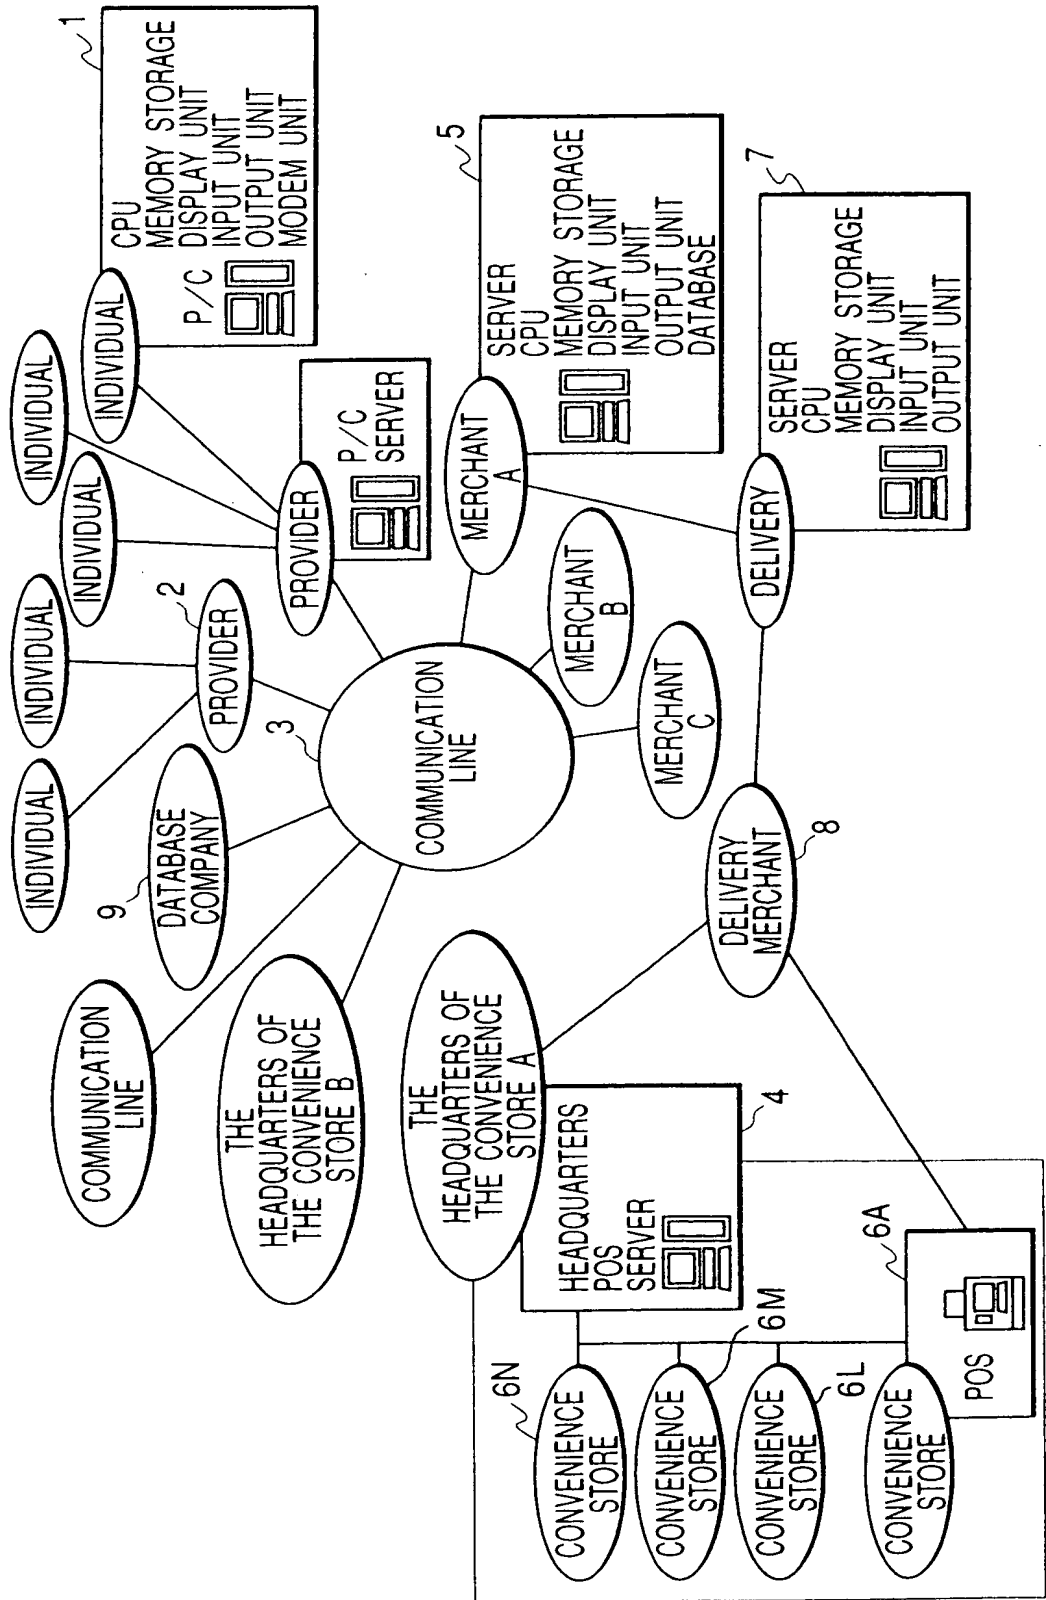 INDIVIDUAL
INDIVIDUAL
INDIVIDUAL
INDIVIDUAL
INDIVIDUAL
1
P/C
CPU
MEMORY STORAGE
DISPLAY UNIT
INPUT UNIT
OUTPUT UNIT
MODEM UNIT
COMMUNICATION
LINE
9
DATABASE
COMPANY
2
PROVIDER
PROVIDER
P/C
SERVER
THE
HEADQUARTERS OF
THE CONVENIENCE
STORE B
3
COMMUNICATION
LINE
THE
HEADQUARTERS OF
THE CONVENIENCE
STORE A
MERCHANT
A
5
SERVER
CPU
MEMORY STORAGE
DISPLAY UNIT
INPUT UNIT
OUTPUT UNIT
DATABASE
MERCHANT
B
MERCHANT
C
HEADQUARTERS
POS
SERVER
4
DELIVERY
MERCHANT
8
DELIVERY
7
SERVER
CPU
MEMORY STORAGE
DISPLAY UNIT
INPUT UNIT
OUTPUT UNIT
6N
CONVENIENCE
STORE
6M
CONVENIENCE
STORE
6L
CONVENIENCE
STORE
6A
CONVENIENCE
STORE
POS